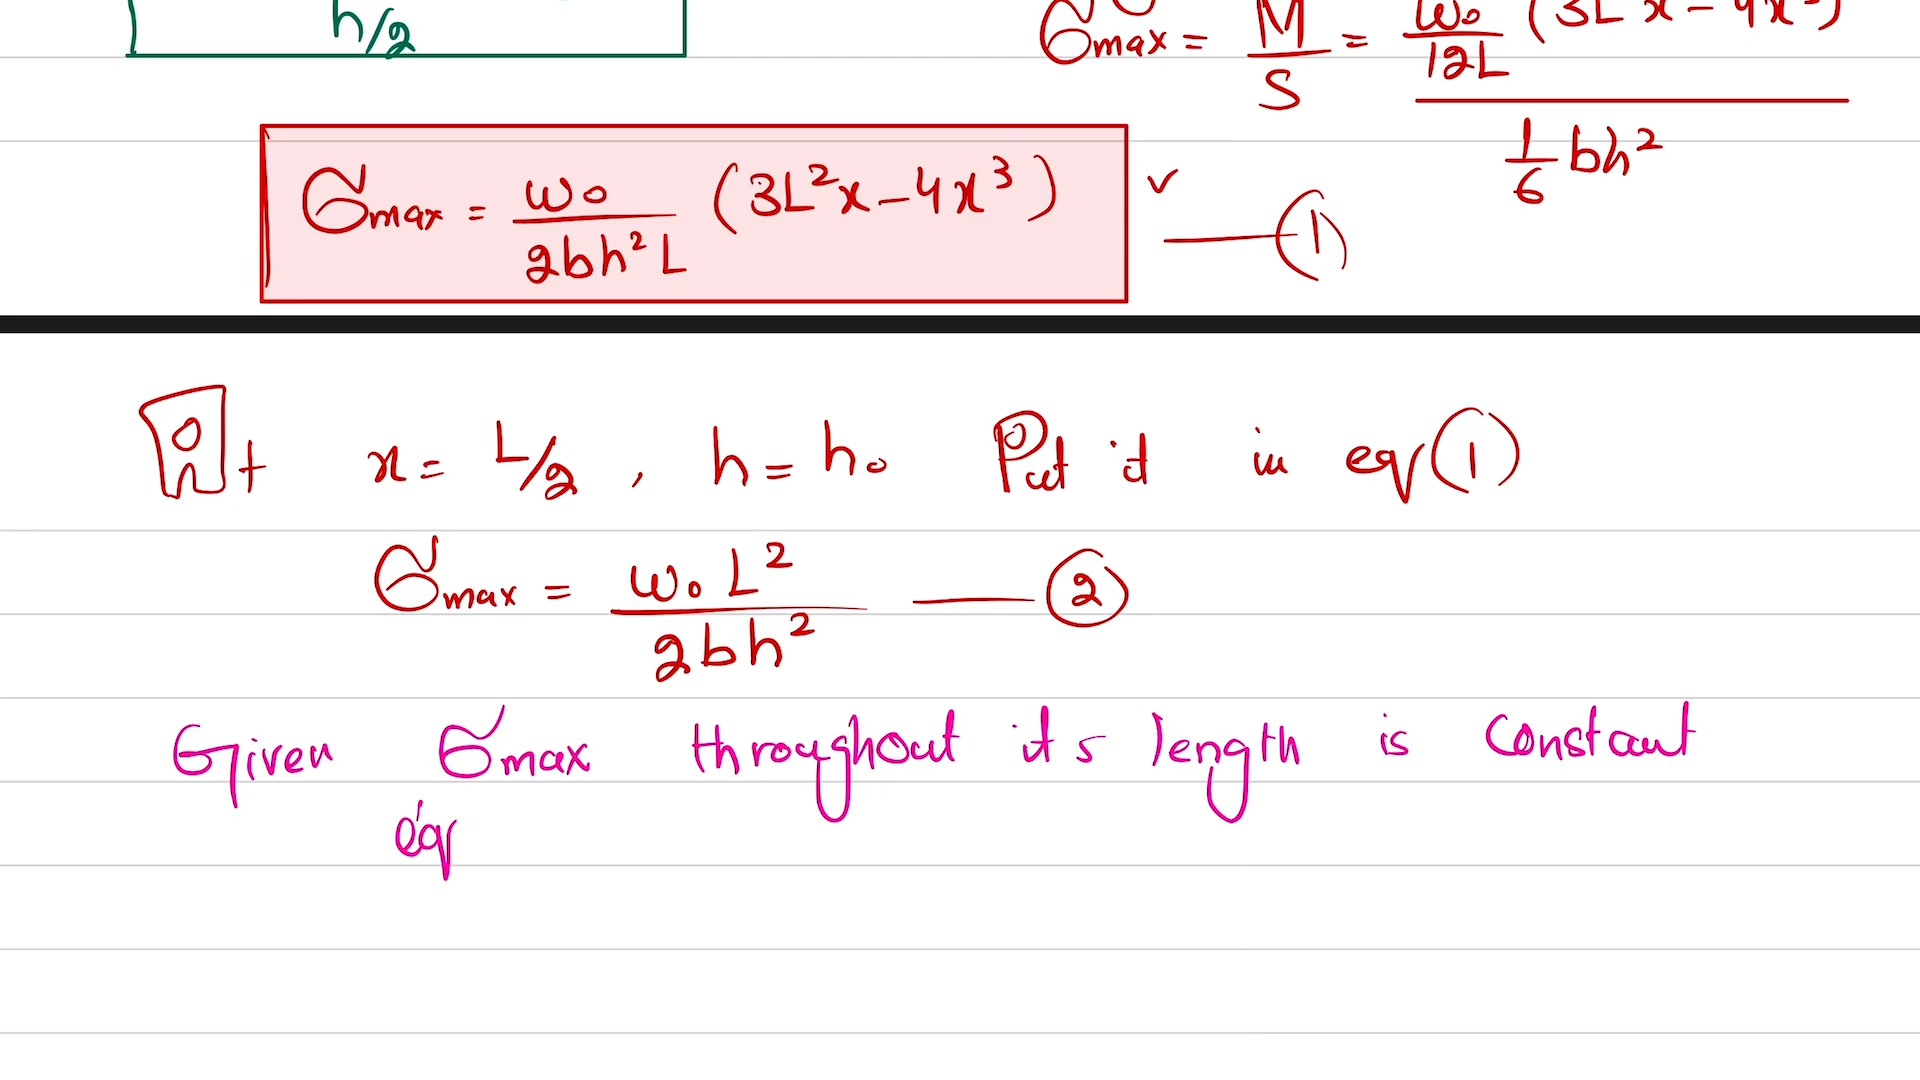 h/2
σmax = M/S = w₀/12L (3L²x - 4x³) / (1/6 bh²)
σmax = w₀/2bh²L (3L²x - 4x³) ✓ —①
At x = L/2, h = h₀ Put it in eq ①
σmax = w₀L²/2bh² —②
Given σmax throughout its length is Constant
eq